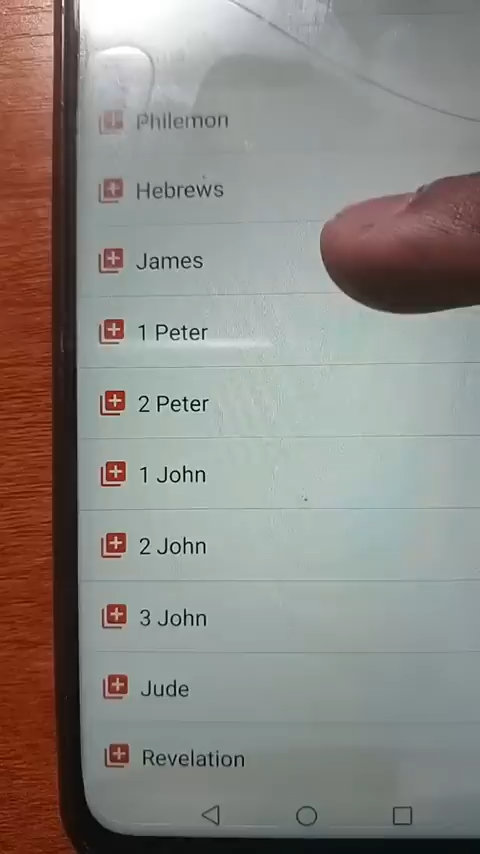 Philemon
Hebrews
James
1 Peter
2 Peter
1 John
2 John
3 John
Jude
Revelation